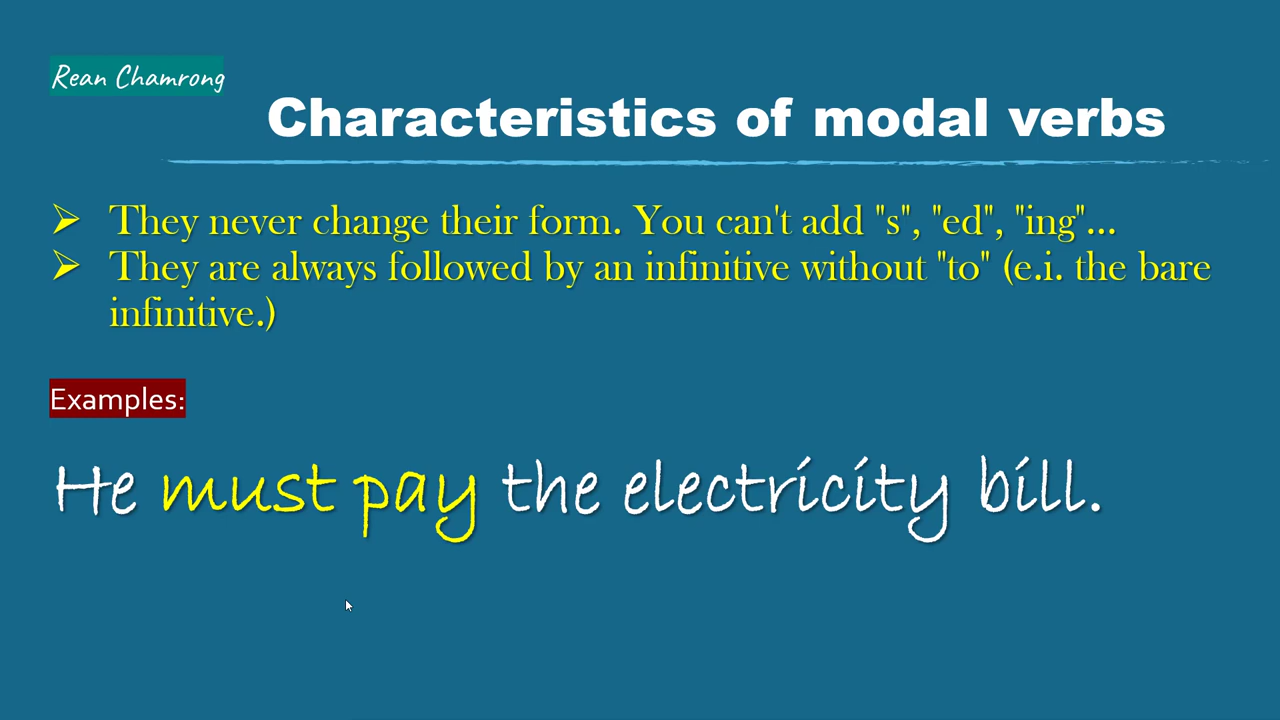 Rean Chamrong
Characteristics of modal verbs
➢ They never change their form. You can't add "s", "ed", "ing"...
➢ They are always followed by an infinitive without "to" (e.i. the bare
infinitive.)
Examples:
He must pay the electricity bill.